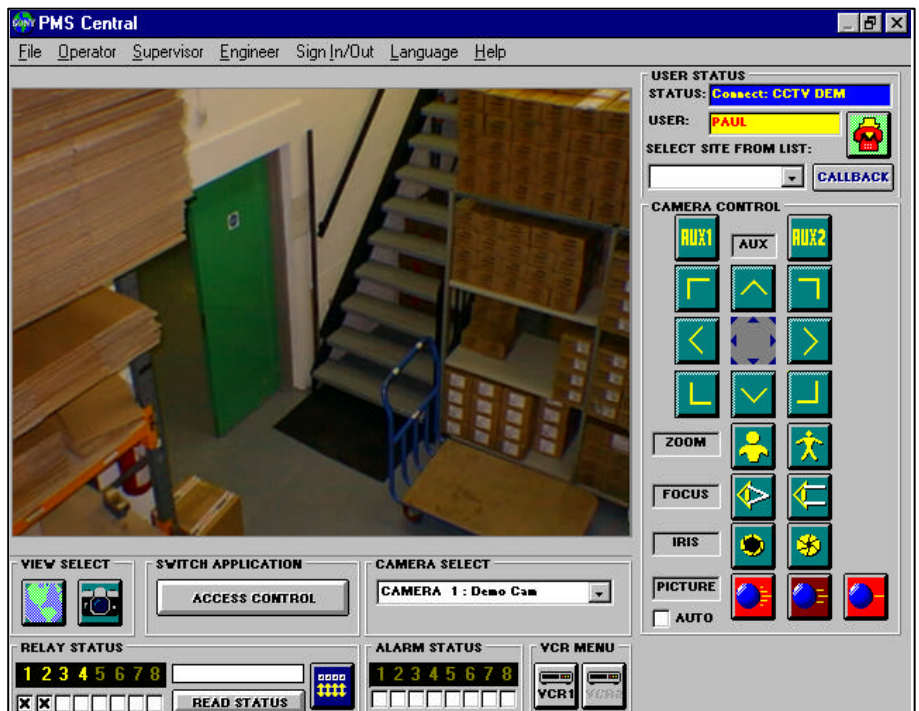 SONY PMS Central
File Operator Supervisor Engineer Sign In/Out Language Help
USER STATUS
STATUS: Connect: CCTV DEM
USER: PAUL
SELECT SITE FROM LIST:
CALLBACK
CAMERA CONTROL
AUX1 AUX AUX2
ZOOM
FOCUS
IRIS
PICTURE
AUTO
VIEW SELECT
SWITCH APPLICATION
ACCESS CONTROL
CAMERA SELECT
CAMERA 1 : Demo Cam
RELAY STATUS
1 2 3 4 5 6 7 8
READ STATUS
ALARM STATUS
1 2 3 4 5 6 7 8
VCR MENU
VCR1 VCR2